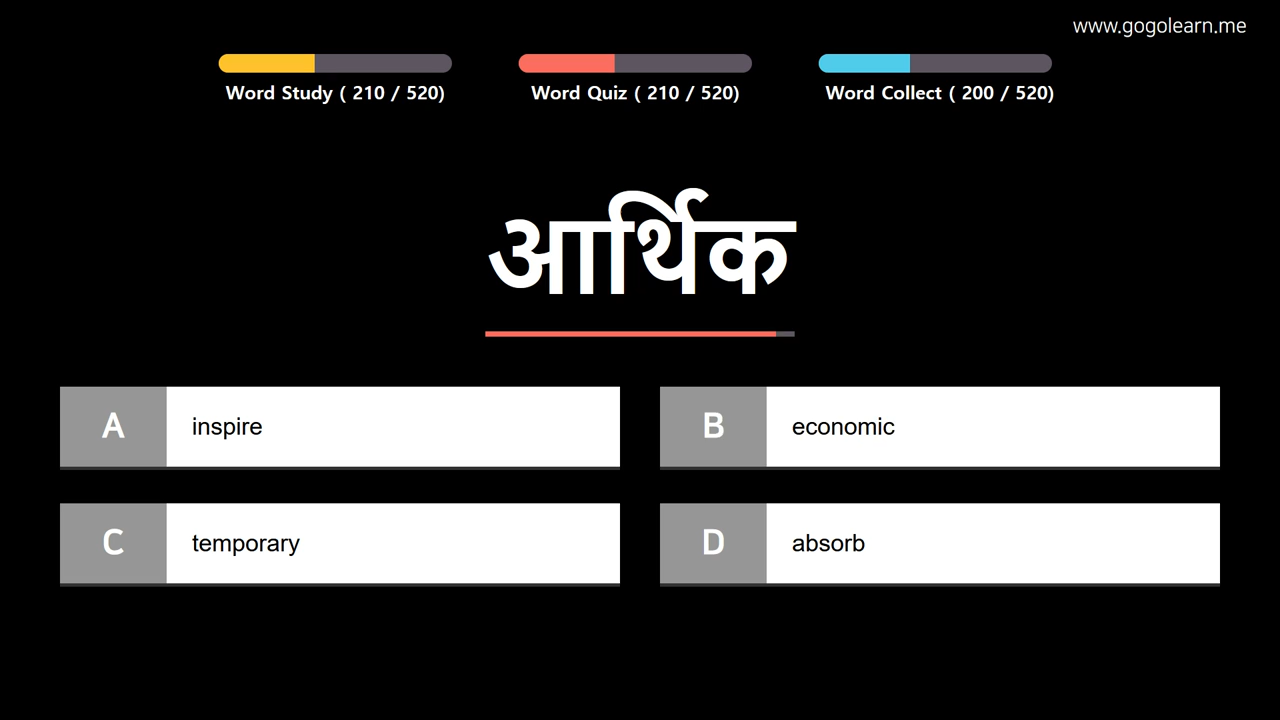 www.gogolearn.me
Word Study ( 210 / 520)
Word Quiz ( 210 / 520)
Word Collect ( 200 / 520)
आर्थिक
A inspire
B economic
C temporary
D absorb